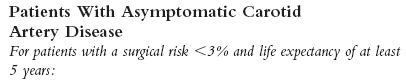 Patients With Asymptomatic Carotid
Artery Disease
For patients with a surgical risk <3% and life expectancy of at least
5 years: